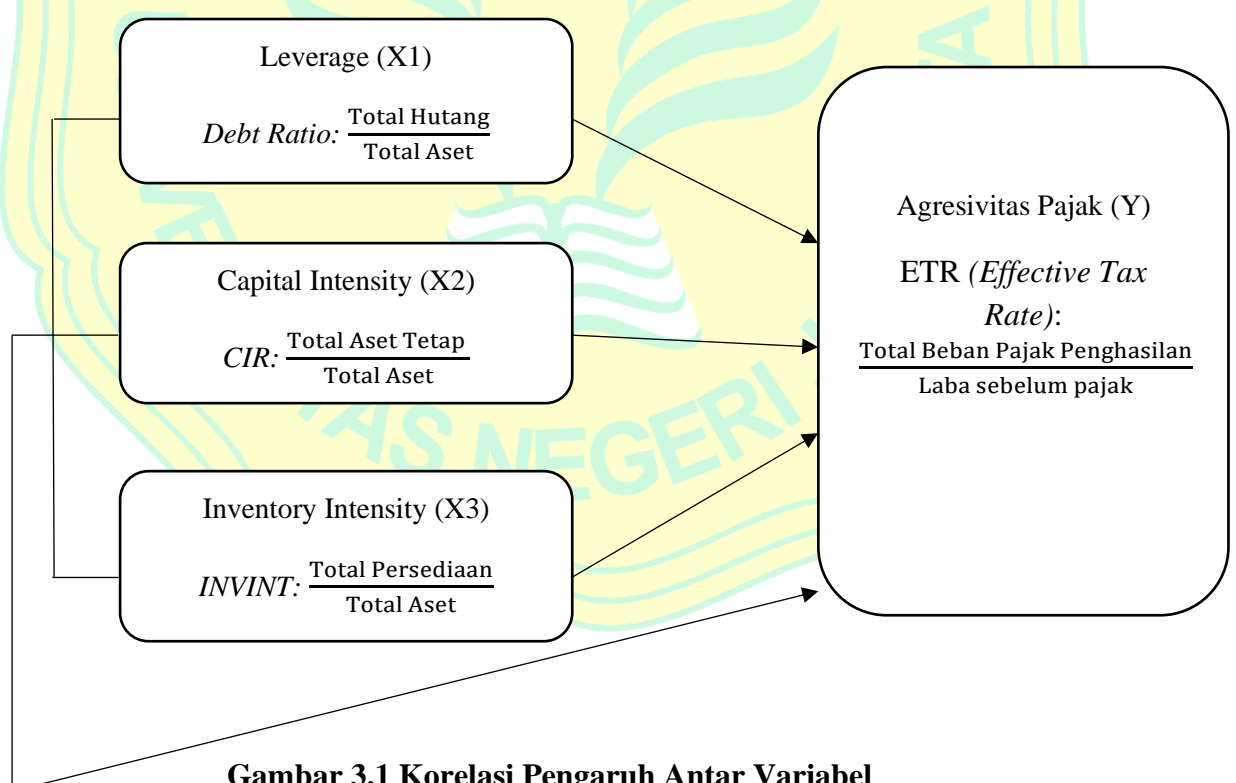 Leverage (X1)
Debt Ratio: Total Hutang
Total Aset
Capital Intensity (X2)
CIR: Total Aset Tetap
Total Aset
Inventory Intensity (X3)
INVINT: Total Persediaan
Total Aset
Agresivitas Pajak (Y)
ETR (Effective Tax
Rate):
Total Beban Pajak Penghasilan
Laba sebelum pajak
TAS NEGERI
Gambar 3.1 Korelasi Pengaruh Antar Variabel